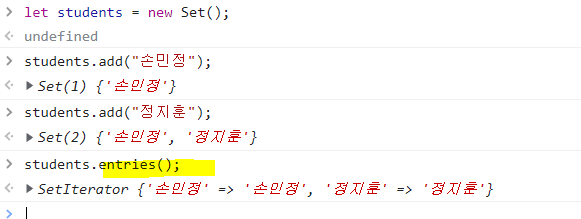 > let students = new Set();
<· undefined
> students.add("손민정");
<· ▶Set(1) {'손민정'}
> students.add("정지훈");
<· ▶Set(2) {'손민정', '정지훈'}
> students.entries();
<· ▶SetIterator {'손민정' => '손민정', '정지훈' => '정지훈'}
>